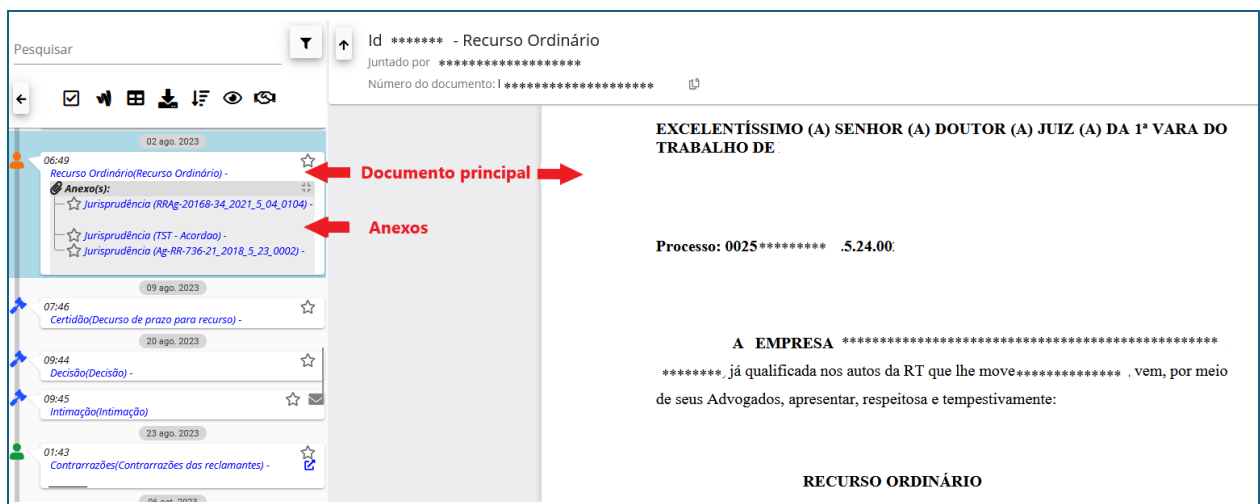 Pesquisar
02 ago. 2023
06:49
Recurso Ordinário(Recurso Ordinário) -
Anexo(s):
Jurisprudência (RRAg-20168-34_2021_5_04_0104) -
Jurisprudência (TST - Acordao) -
Jurisprudência (Ag-RR-736-21_2018_5_23_0002) -
09 ago. 2023
07:46
Certidão(Decurso de prazo para recurso) -
20 ago. 2023
09:44
Decisão(Decisão) -
09:45
Intimação(Intimação)
23 ago. 2023
01:43
Contrarrazões(Contrarrazões das reclamantes) -
Documento principal
Anexos
Id ******* - Recurso Ordinário
Juntado por *******************
Número do documento: ********************
EXCELENTÍSSIMO (A) SENHOR (A) DOUTOR (A) JUIZ (A) DA 1ª VARA DO
TRABALHO DE
Processo: 0025********* .5.24.00
A EMPRESA **************************************************
********, já qualificada nos autos da RT que lhe move************** , vem, por meio
de seus Advogados, apresentar, respeitosa e tempestivamente:
RECURSO ORDINÁRIO